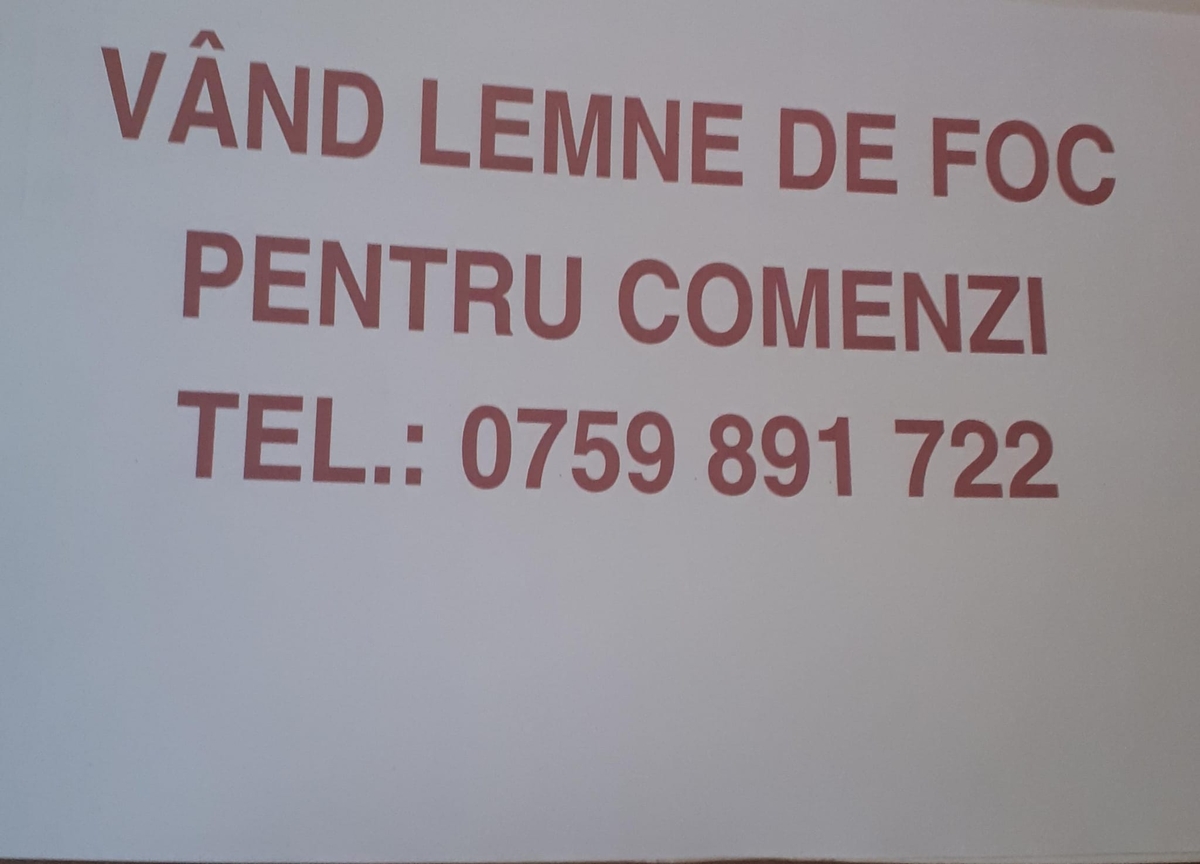 VÂND LEMNE DE FOC
PENTRU COMENZI
TEL.: 0759 891 722